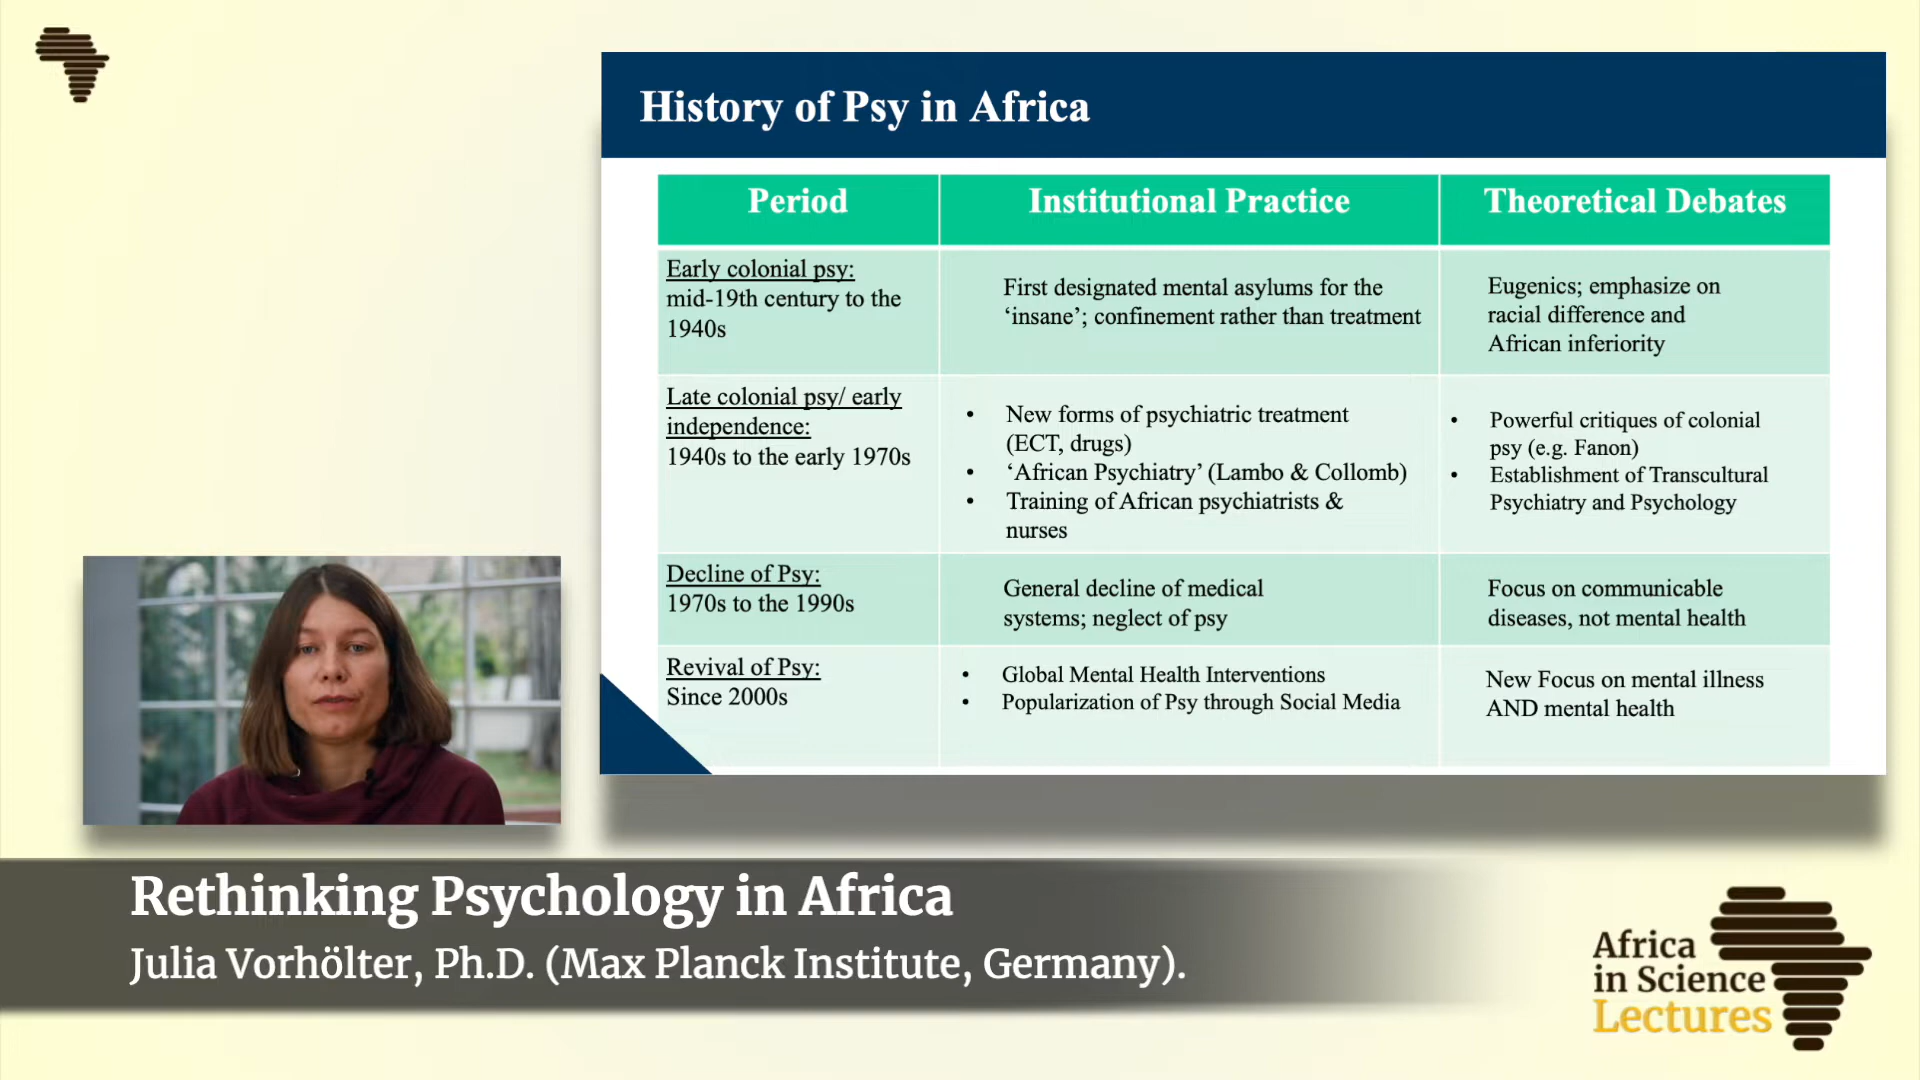 History of Psy in Africa
Period
Institutional Practice
Theoretical Debates
Early colonial psy:
mid-19th century to the
1940s
First designated mental asylums for the
‘insane’; confinement rather than treatment
Eugenics; emphasize on
racial difference and
African inferiority
Late colonial psy/ early
independence:
1940s to the early 1970s
• New forms of psychiatric treatment
(ECT, drugs)
• ‘African Psychiatry’ (Lambo & Collomb)
• Training of African psychiatrists &
nurses
• Powerful critiques of colonial
psy (e.g. Fanon)
• Establishment of Transcultural
Psychiatry and Psychology
Decline of Psy:
1970s to the 1990s
General decline of medical
systems; neglect of psy
Focus on communicable
diseases, not mental health
Revival of Psy:
Since 2000s
• Global Mental Health Interventions
• Popularization of Psy through Social Media
New Focus on mental illness
AND mental health
Rethinking Psychology in Africa
Julia Vorhölter, Ph.D. (Max Planck Institute, Germany).
Africa
in Science
Lectures